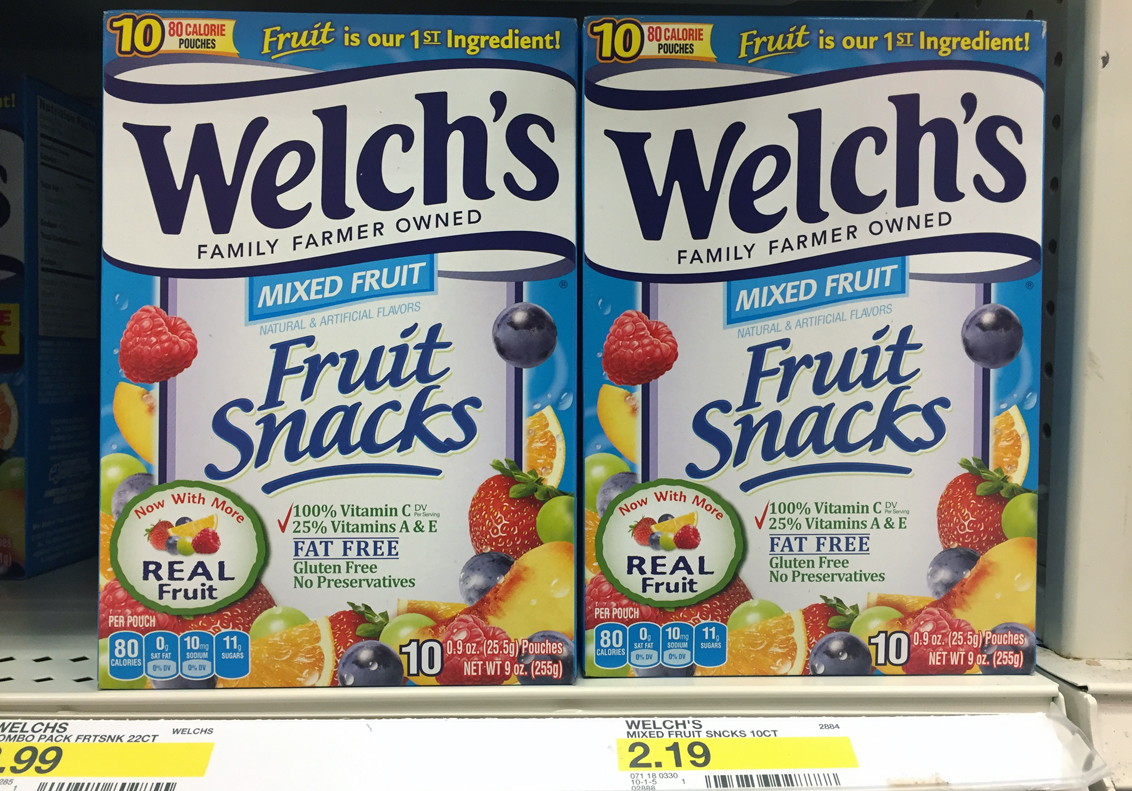 10 80 CALORIE POUCHES
Fruit is our 1ST Ingredient!
Welch's
FAMILY FARMER OWNED
®
MIXED FRUIT
NATURAL & ARTIFICIAL FLAVORS
Fruit
Snacks
Now With More
REAL
Fruit
100% Vitamin C DV Per Serving
25% Vitamins A & E
FAT FREE
Gluten Free
No Preservatives
PER POUCH
80 CALORIES
0g SAT FAT 0% DV
10mg SODIUM 0% DV
11g SUGARS
10 0.9 oz. (25.5g) Pouches
NET WT 9 oz. (255g)
10 80 CALORIE POUCHES
Fruit is our 1ST Ingredient!
Welch's
FAMILY FARMER OWNED
®
MIXED FRUIT
NATURAL & ARTIFICIAL FLAVORS
Fruit
Snacks
Now With More
REAL
Fruit
100% Vitamin C DV Per Serving
25% Vitamins A & E
FAT FREE
Gluten Free
No Preservatives
PER POUCH
80 CALORIES
0g SAT FAT 0% DV
10mg SODIUM 0% DV
11g SUGARS
10 0.9 oz. (25.5g) Pouches
NET WT 9 oz. (255g)
WELCHS WELCHS
OMBO PACK FRTSNK 22CT
.99
WELCH'S 2884
MIXED FRUIT SNCKS 10CT
2.19
071 18 0330 1
10-1-5
02888